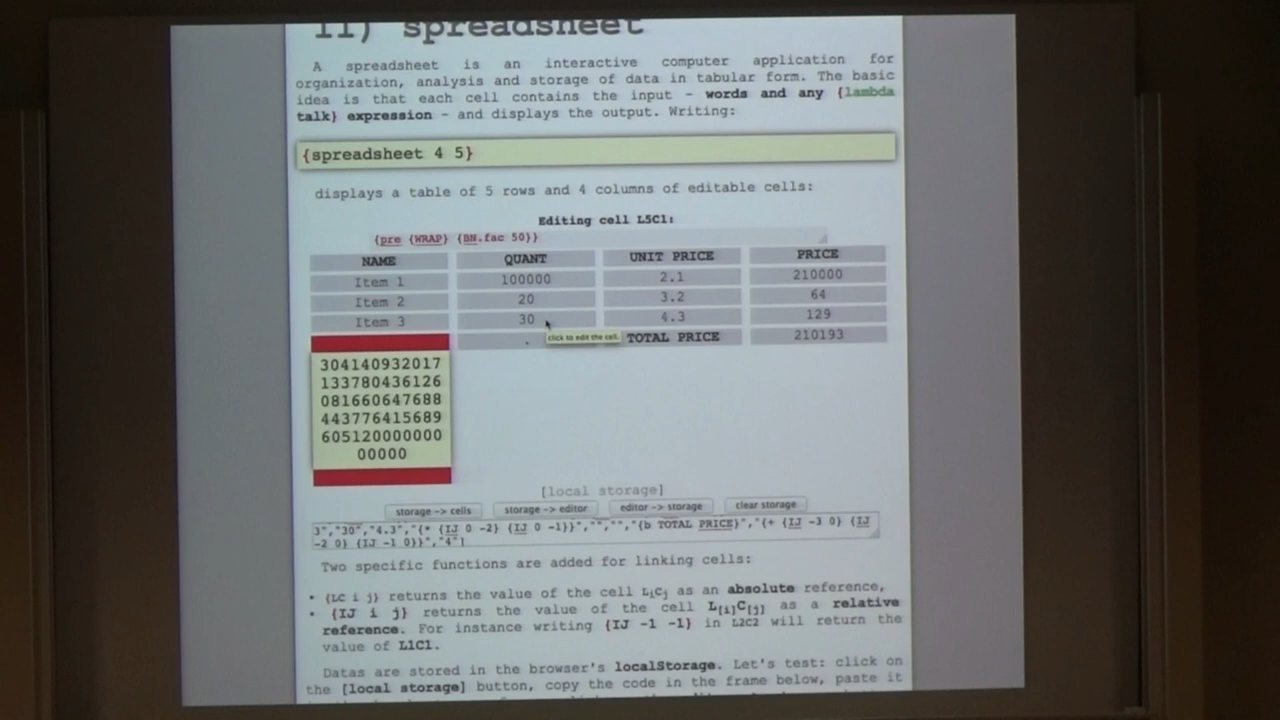 11) spreadsheet
A spreadsheet is an interactive computer application for
organization, analysis and storage of data in tabular form. The basic
idea is that each cell contains the input - words and any {lambda
talk} expression - and displays the output. Writing:
{spreadsheet 4 5}
displays a table of 5 rows and 4 columns of editable cells:
Editing cell L5C1:
{pre {WRAP} {BN.fac 50}}
NAME QUANT UNIT PRICE PRICE
Item 1 100000 2.1 210000
Item 2 20 3.2 64
Item 3 30 4.3 129
. click to edit the cell. TOTAL PRICE 210193
304140932017
133780436126
081660647688
443776415689
605120000000
00000
[local storage]
storage -> cells storage -> editor editor -> storage clear storage
3","30","4.3","{* {IJ 0 -2} {IJ 0 -1}}","","","{b TOTAL PRICE}","{+ {IJ -3 0} {IJ
-2 0} {IJ -1 0}}","4"]
Two specific functions are added for linking cells:
• {LC i j} returns the value of the cell LiCj as an absolute reference,
• {IJ i j} returns the value of the cell L[i]C[j] as a relative
reference. For instance writing {IJ -1 -1} in L2C2 will return the
value of L1C1.
Datas are stored in the browser's localStorage. Let's test: click on
the [local storage] button, copy the code in the frame below, paste it